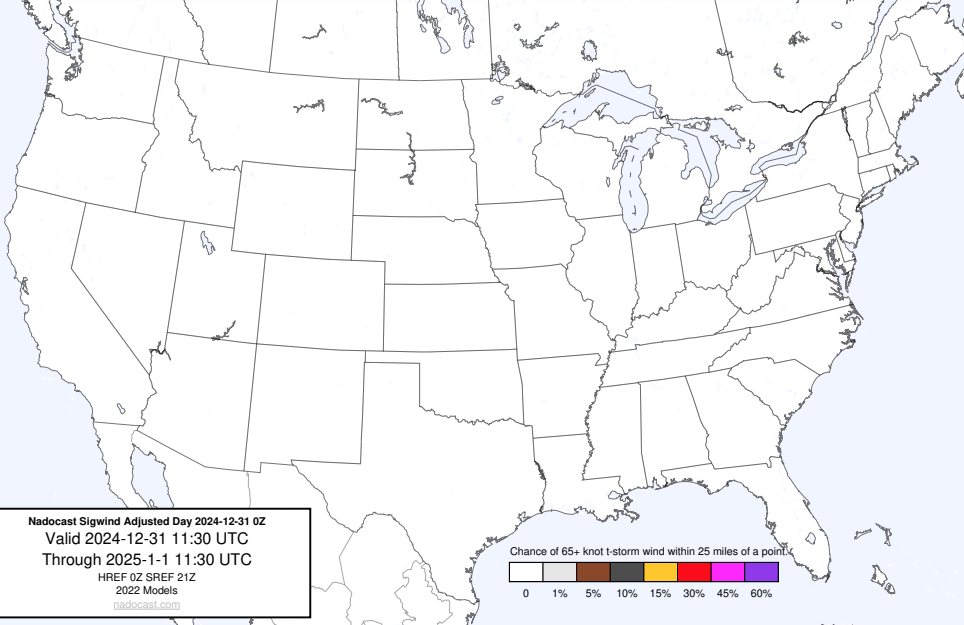 Nadocast Sigwind Adjusted Day 2024-12-31 0Z
Valid 2024-12-31 11:30 UTC
Through 2025-1-1 11:30 UTC
HREF 0Z SREF 21Z
2022 Models
nadocast.com
Chance of 65+ knot t-storm wind within 25 miles of a point.
0 1% 5% 10% 15% 30% 45% 60%